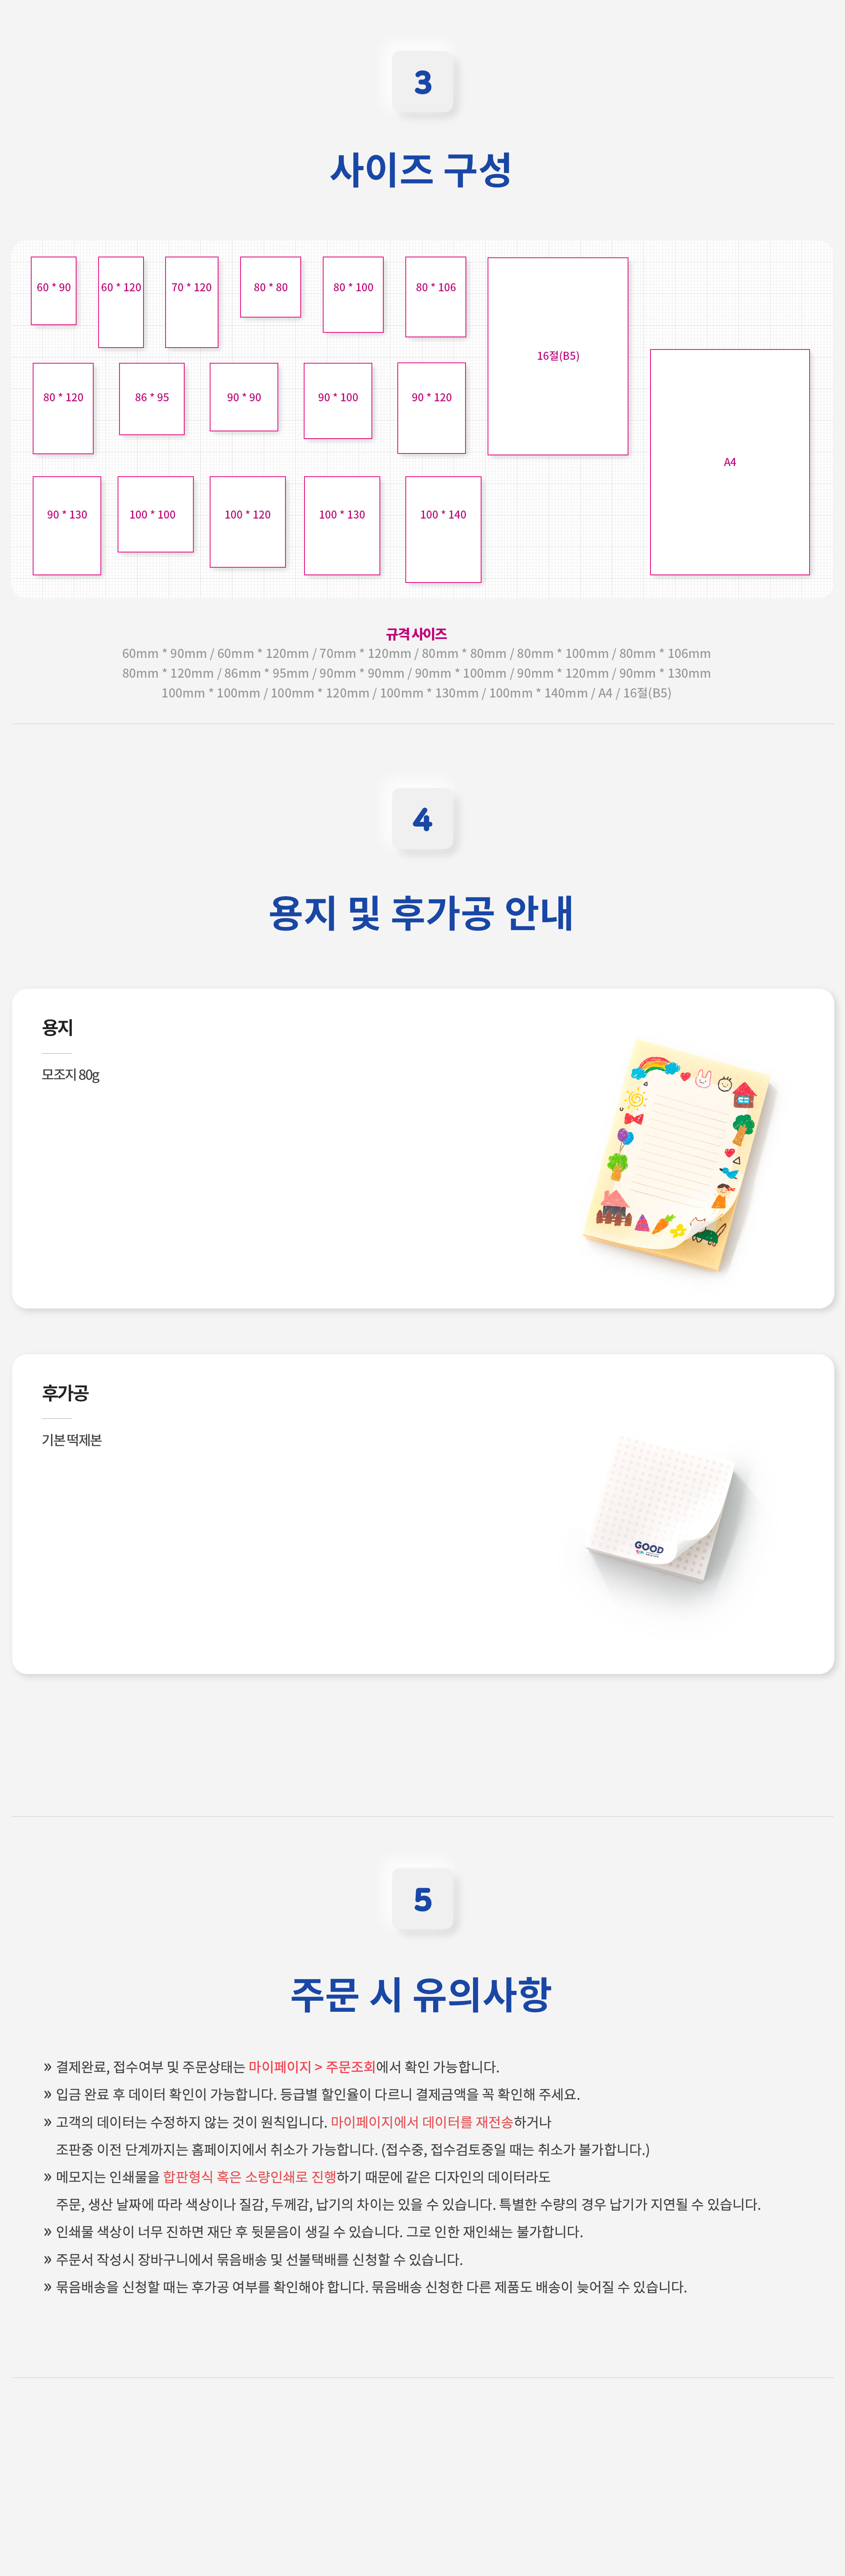 3
사이즈 구성
60 * 90
60 * 120
70 * 120
80 * 80
80 * 100
80 * 106
16절(B5)
80 * 120
86 * 95
90 * 90
90 * 100
90 * 120
A4
90 * 130
100 * 100
100 * 120
100 * 130
100 * 140
규격사이즈
60mm * 90mm / 60mm * 120mm / 70mm * 120mm / 80mm * 80mm / 80mm * 100mm / 80mm * 106mm
80mm * 120mm / 86mm * 95mm / 90mm * 90mm / 90mm * 100mm / 90mm * 120mm / 90mm * 130mm
100mm * 100mm / 100mm * 120mm / 100mm * 130mm / 100mm * 140mm / A4 / 16절(B5)
4
용지 및 후가공 안내
용지
모조지 80g
후가공
기본 떡제본
GOOD
5
주문 시 유의사항
» 결제완료, 접수여부 및 주문상태는 마이페이지 > 주문조회에서 확인 가능합니다.
» 입금 완료 후 데이터 확인이 가능합니다. 등급별 할인율이 다르니 결제금액을 꼭 확인해 주세요.
» 고객의 데이터는 수정하지 않는 것이 원칙입니다. 마이페이지에서 데이터를 재전송하거나
조판중 이전 단계까지는 홈페이지에서 취소가 가능합니다. (접수중, 접수검토중일 때는 취소가 불가합니다.)
» 메모지는 인쇄물을 합판형식 혹은 소량인쇄로 진행하기 때문에 같은 디자인의 데이터라도
주문, 생산 날짜에 따라 색상이나 질감, 두께감, 납기의 차이는 있을 수 있습니다. 특별한 수량의 경우 납기가 지연될 수 있습니다.
» 인쇄물 색상이 너무 진하면 재단 후 뒷묻음이 생길 수 있습니다. 그로 인한 재인쇄는 불가합니다.
» 주문서 작성시 장바구니에서 묶음배송 및 선불택배를 신청할 수 있습니다.
» 묶음배송을 신청할 때는 후가공 여부를 확인해야 합니다. 묶음배송 신청한 다른 제품도 배송이 늦어질 수 있습니다.